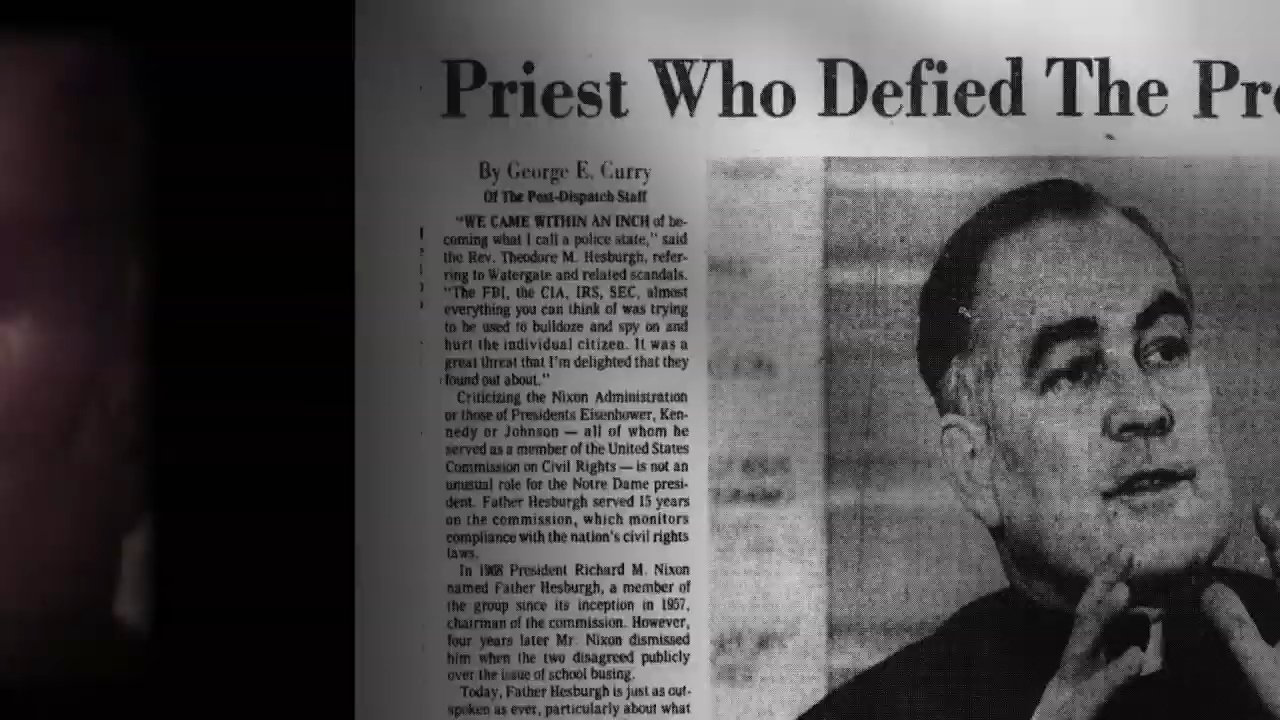 Priest Who Defied The Pre
By George E. Curry
Of The Post-Dispatch Staff
"WE CAME WITHIN AN INCH of be-
coming what I call a police state," said
the Rev. Theodore M. Hesburgh, refer-
ring to Watergate and related scandals.
"The FBI, the CIA, IRS, SEC, almost
everything you can think of was trying
to be used to bulldoze and spy on and
hurt the individual citizen. It was a
great threat that I'm delighted that they
found out about."
Criticizing the Nixon Administration
or those of Presidents Eisenhower, Ken-
nedy or Johnson — all of whom he
served as a member of the United States
Commission on Civil Rights — is not an
unusual role for the Notre Dame presi-
dent. Father Hesburgh served 15 years
on the commission, which monitors
compliance with the nation's civil rights
laws.
In 1968 President Richard M. Nixon
named Father Hesburgh, a member of
the group since its inception in 1957,
chairman of the commission. However,
four years later Mr. Nixon dismissed
him when the two disagreed publicly
over the issue of school busing.
Today, Father Hesburgh is just as out-
spoken as ever, particularly about what